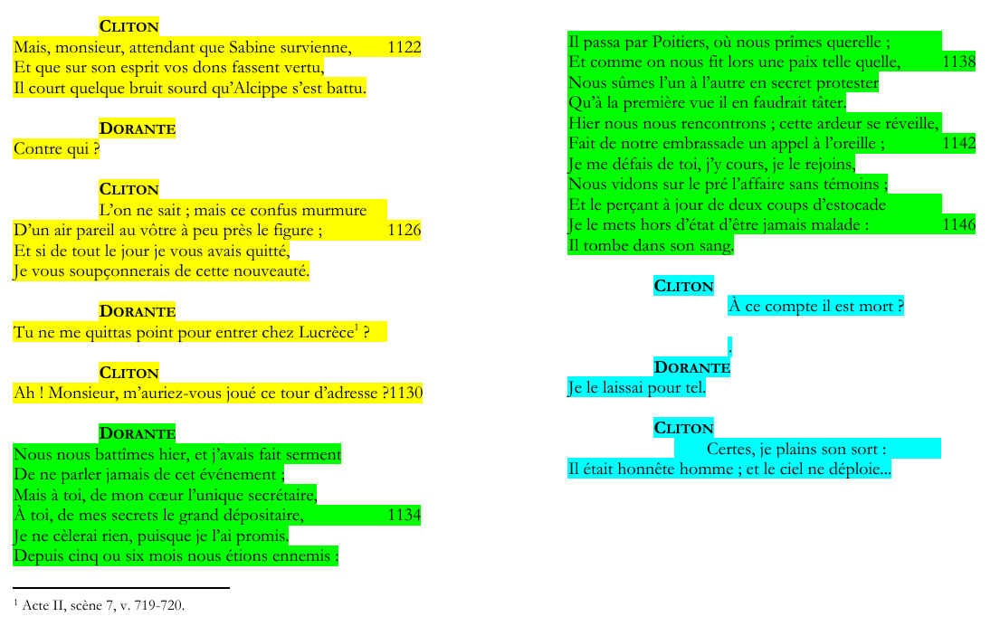 CLITON
Mais, monsieur, attendant que Sabine survienne, 1122
Et que sur son esprit vos dons fassent vertu,
Il court quelque bruit sourd qu’Alcippe s’est battu.
DORANTE
Contre qui ?
CLITON
L’on ne sait ; mais ce confus murmure
D’un air pareil au vôtre à peu près le figure ; 1126
Et si de tout le jour je vous avais quitté,
Je vous soupçonnerais de cette nouveauté.
DORANTE
Tu ne me quittas point pour entrer chez Lucrèce¹ ?
CLITON
Ah ! Monsieur, m’auriez-vous joué ce tour d’adresse ?1130
DORANTE
Nous nous battîmes hier, et j’avais fait serment
De ne parler jamais de cet événement ;
Mais à toi, de mon cœur l’unique secrétaire,
À toi, de mes secrets le grand dépositaire, 1134
Je ne cèlerai rien, puisque je l’ai promis.
Depuis cinq ou six mois nous étions ennemis :
¹ Acte II, scène 7, v. 719-720.
Il passa par Poitiers, où nous prîmes querelle ;
Et comme on nous fit lors une paix telle quelle, 1138
Nous sûmes l’un à l’autre en secret protester
Qu’à la première vue il en faudrait tâter.
Hier nous nous rencontrons ; cette ardeur se réveille,
Fait de notre embrassade un appel à l’oreille ; 1142
Je me défais de toi, j’y cours, je le rejoins,
Nous vidons sur le pré l’affaire sans témoins ;
Et le perçant à jour de deux coups d’estocade
Je le mets hors d’état d’être jamais malade : 1146
Il tombe dans son sang.
CLITON
À ce compte il est mort ?
.
DORANTE
Je le laissai pour tel.
CLITON
Certes, je plains son sort :
Il était honnête homme ; et le ciel ne déploie...